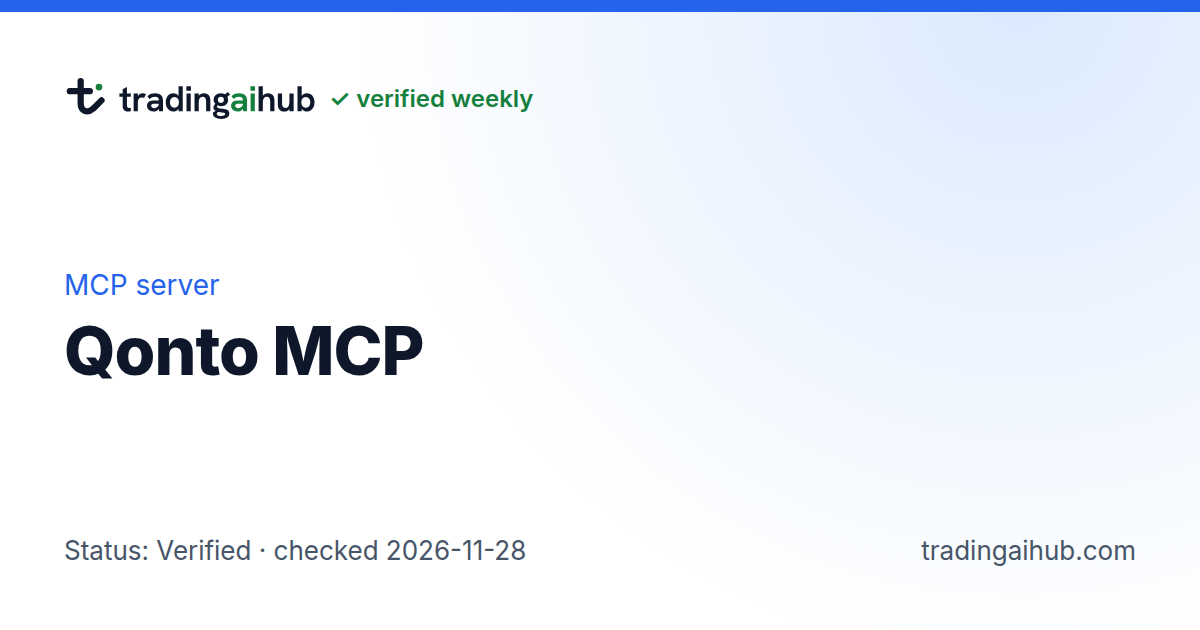 tradingaihub ✓ verified weekly
MCP server
Qonto MCP
Status: Verified · checked 2026-11-28
tradingaihub.com